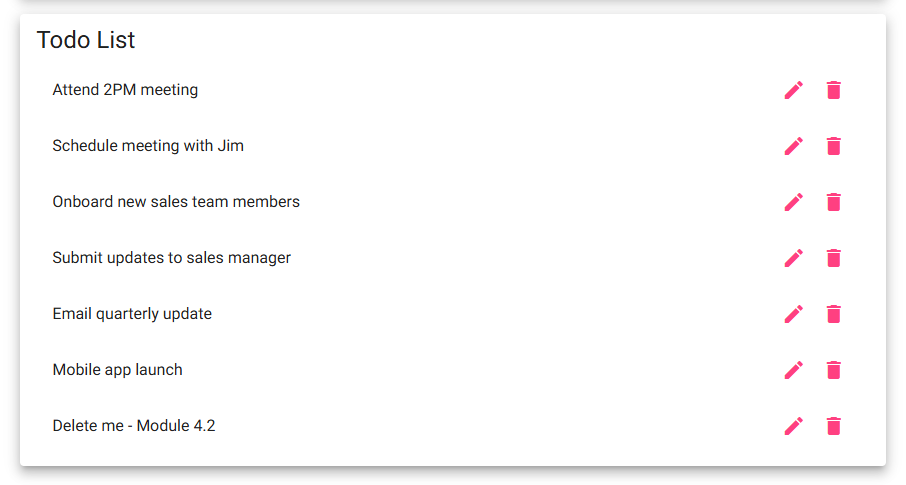 Todo List
Attend 2PM meeting
Schedule meeting with Jim
Onboard new sales team members
Submit updates to sales manager
Email quarterly update
Mobile app launch
Delete me - Module 4.2